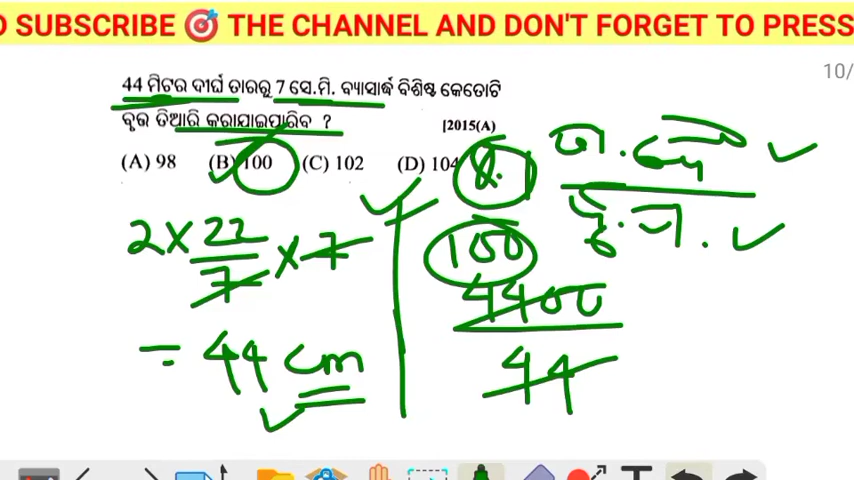 D SUBSCRIBE 🎯 THE CHANNEL AND DON'T FORGET TO PRESS
10/
44 ମିଟର ଦୀର୍ଘ ତାରରୁ 7 ସେ.ମି. ବ୍ୟାସାର୍ଦ୍ଧ ବିଶିଷ୍ଟ କେତୋଟି
ବୃତ୍ତ ତିଆରି କରାଯାଇପାରିବ ?
[2015(A)
(A) 98 (B) 100 (C) 102 (D) 104
2 × 22/7 × 7
= 44 cm
100
4400
44